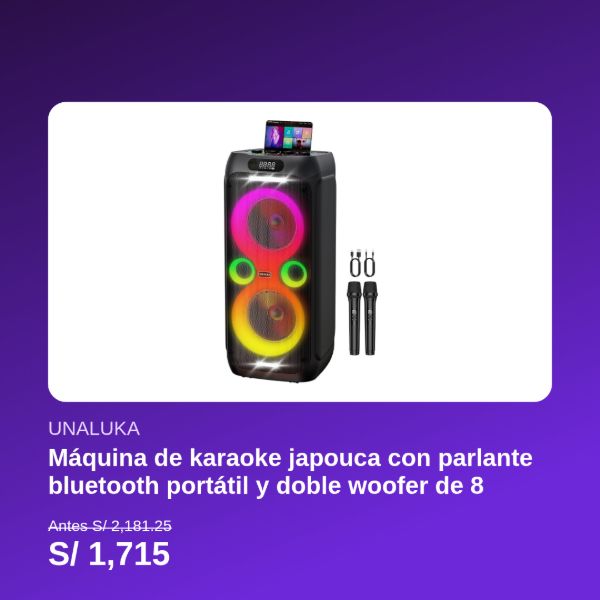 UNALUKA
Máquina de karaoke japouca con parlante
bluetooth portátil y doble woofer de 8
Antes S/ 2,181.25
S/ 1,715